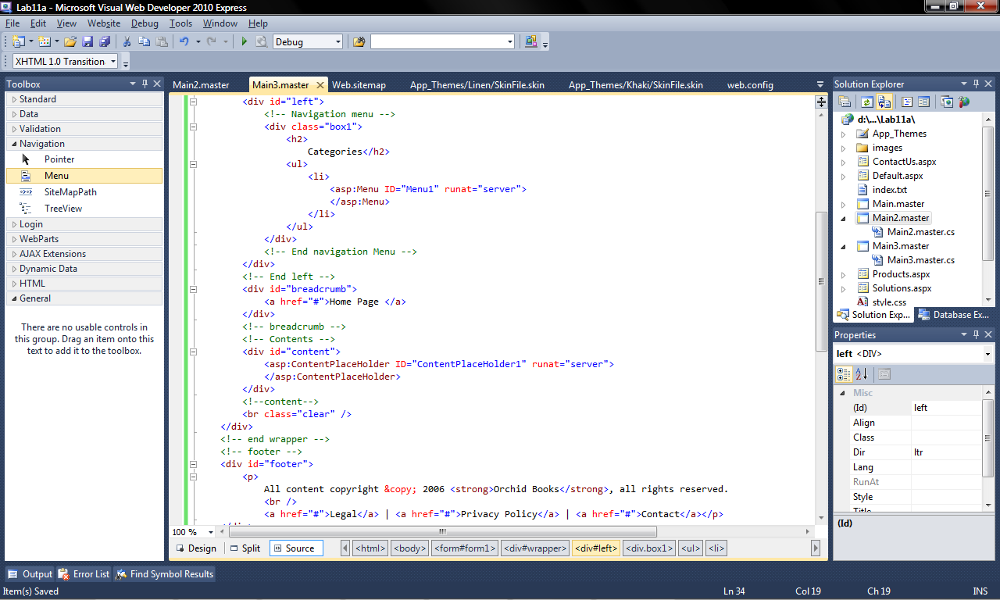 Lab11a - Microsoft Visual Web Developer 2010 Express
File Edit View Website Debug Tools Window Help
Debug
XHTML 1.0 Transition
Toolbox
Standard
Data
Validation
Navigation
Pointer
Menu
SiteMapPath
TreeView
Login
WebParts
AJAX Extensions
Dynamic Data
HTML
General
There are no usable controls in
this group. Drag an item onto this
text to add it to the toolbox.
Main2.master Main3.master Web.sitemap App_Themes/Linen/SkinFile.skin App_Themes/Khaki/SkinFile.skin web.config
<div id="left">
<!-- Navigation menu -->
<div class="box1">
<h2>
Categories</h2>
<ul>
<li>
<asp:Menu ID="Menu1" runat="server">
</asp:Menu>
</li>
</ul>
</div>
<!-- End navigation Menu -->
</div>
<!-- End left -->
<div id="breadcrumb">
<a href="#">Home Page </a>
</div>
<!-- breadcrumb -->
<!-- Contents -->
<div id="content">
<asp:ContentPlaceHolder ID="ContentPlaceHolder1" runat="server">
</asp:ContentPlaceHolder>
</div>
<!--content-->
<br class="clear" />
</div>
<!-- end wrapper -->
<!-- footer -->
<div id="footer">
<p>
All content copyright &copy; 2006 <strong>Orchid Books</strong>, all rights reserved.
<br />
<a href="#">Legal</a> | <a href="#">Privacy Policy</a> | <a href="#">Contact</a></p>
100 %
Design Split Source <html> <body> <form#form1> <div#wrapper> <div#left> <div.box1> <ul> <li>
Solution Explorer
d:\...\Lab11a\
App_Themes
images
ContactUs.aspx
Default.aspx
index.txt
Main.master
Main2.master
Main2.master.cs
Main3.master
Main3.master.cs
Products.aspx
Solutions.aspx
style.css
Solution Exp... Database Ex...
Properties
left <DIV>
Misc
(Id) left
Align
Class
Dir ltr
Lang
RunAt
Style
Title
(Id)
Output Error List Find Symbol Results
Item(s) Saved Ln 34 Col 19 Ch 19 INS